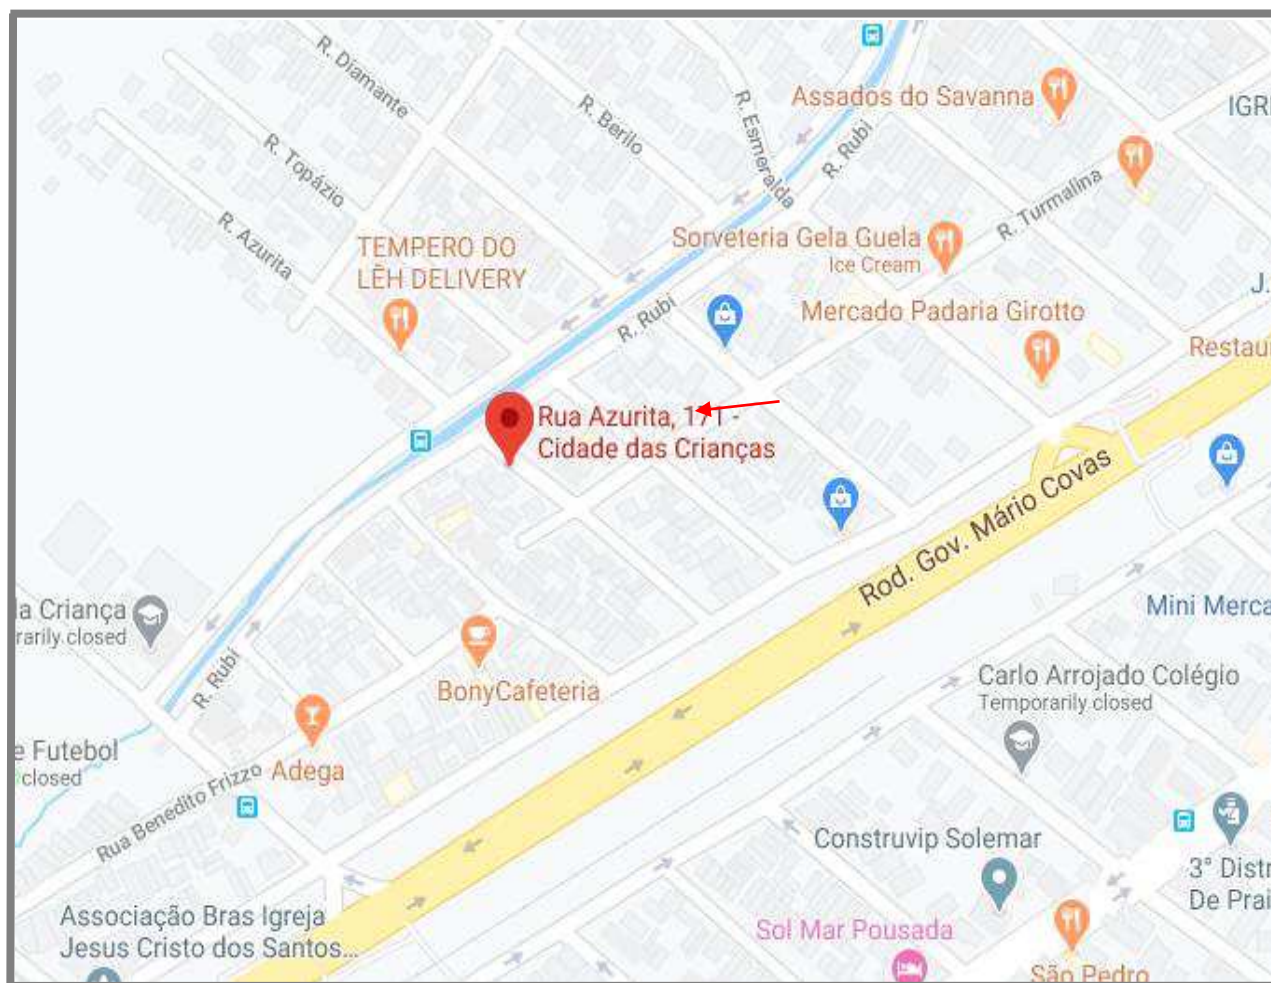 R. Diamante
R. Berilo
R. Esmeralda
Assados do Savanna
IGR
R. Rubi
R. Topázio
R. Turmalina
R. Azurita
TEMPERO DO
LĒH DELIVERY
Sorveteria Gela Guela
Ice Cream
J.
R. Rubi
Mercado Padaria Girotto
Restau
Rua Azurita, 171 -
Cidade das Crianças
Rod. Gov. Mário Covas
la Criança
rarily closed
Mini Merca
R. Rubi
BonyCafeteria
Carlo Arrojado Colégio
Temporarily closed
e Futebol
closed
Adega
Rua Benedito Frizzo
Construvip Solemar
3° Distr
De Prai
Associação Bras Igreja
Jesus Cristo dos Santos...
Sol Mar Pousada
São Pedro